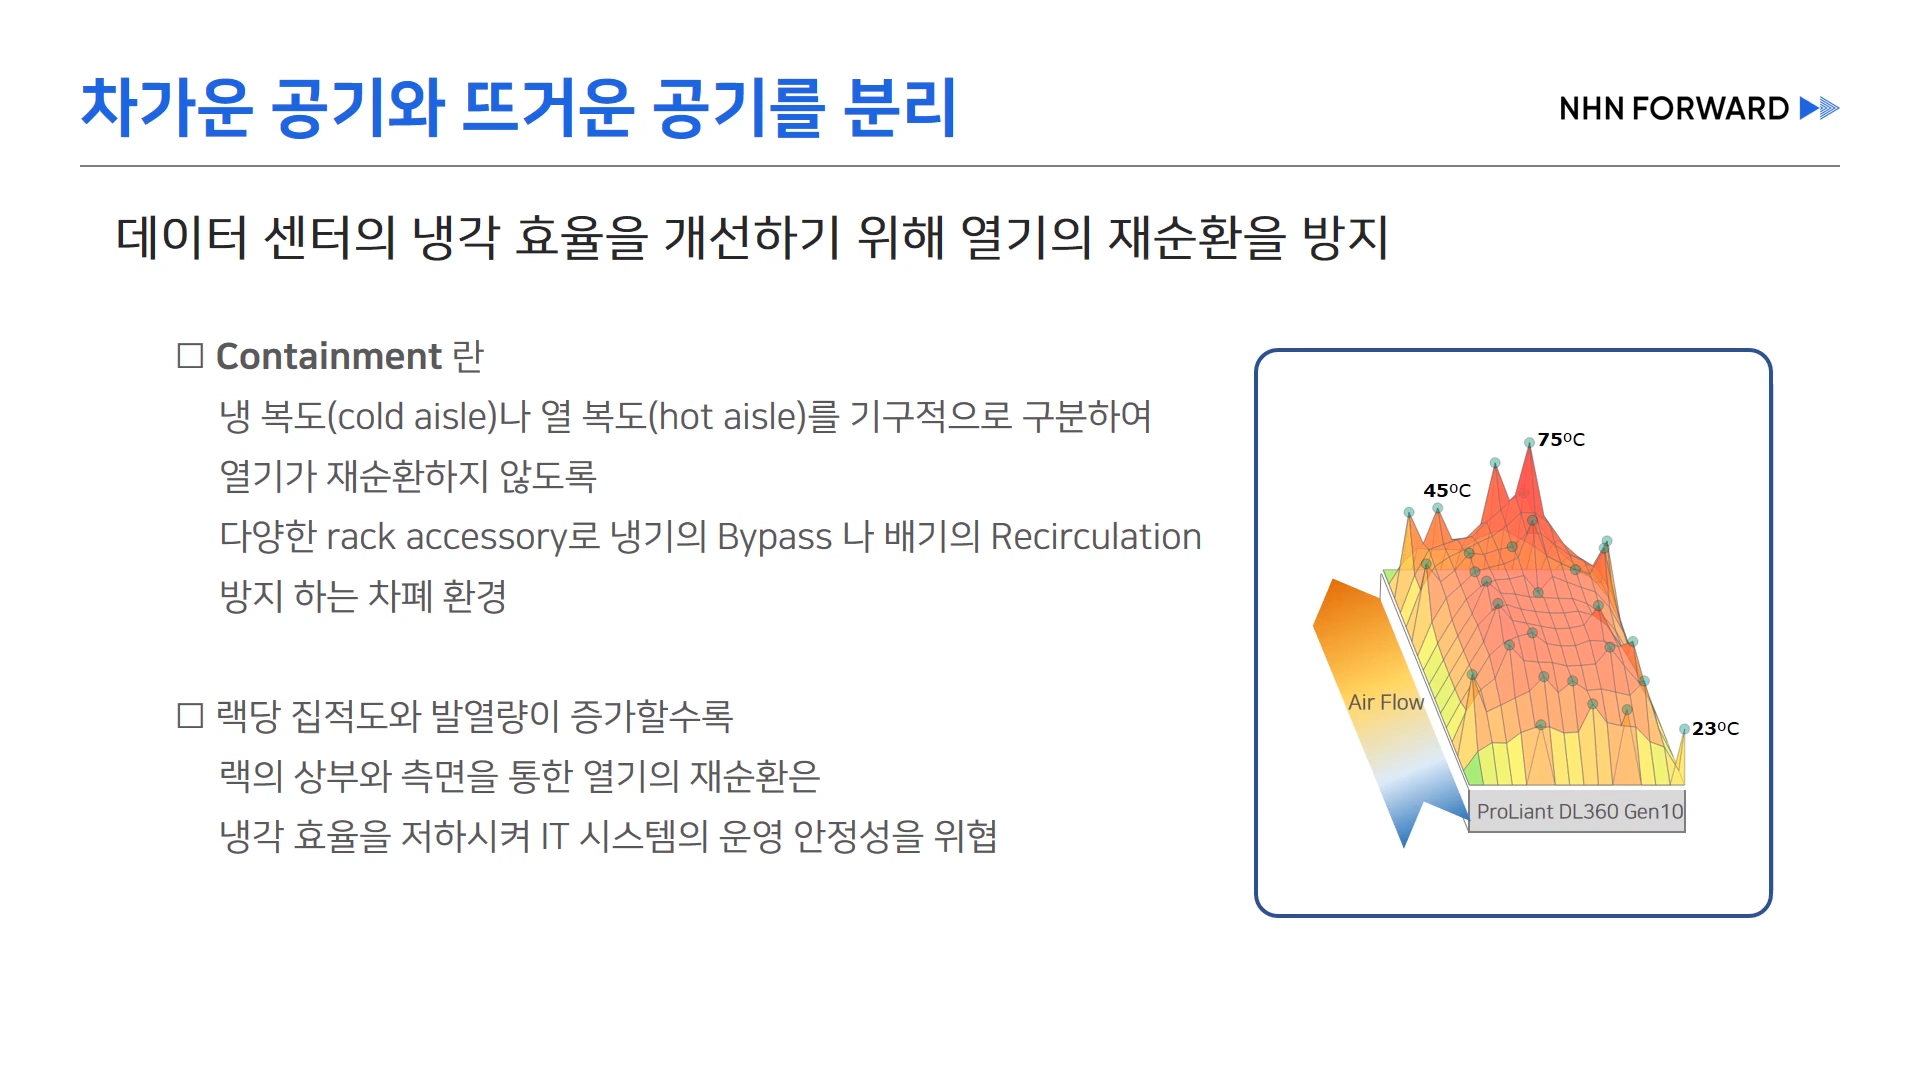 차가운 공기와 뜨거운 공기를 분리
NHN FORWARD
데이터 센터의 냉각 효율을 개선하기 위해 열기의 재순환을 방지
□ Containment 란
냉 복도(cold aisle)나 열 복도(hot aisle)를 기구적으로 구분하여
열기가 재순환하지 않도록
다양한 rack accessory로 냉기의 Bypass 나 배기의 Recirculation
방지 하는 차폐 환경
□ 랙당 집적도와 발열량이 증가할수록
랙의 상부와 측면을 통한 열기의 재순환은
냉각 효율을 저하시켜 IT 시스템의 운영 안정성을 위협
75ºC
45ºC
Air Flow
23ºC
ProLiant DL360 Gen10